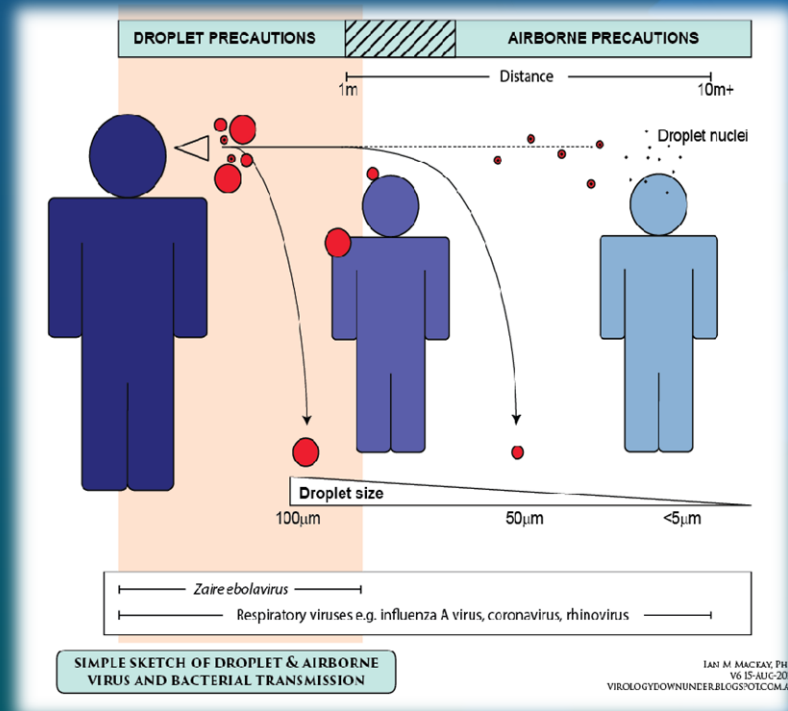 DROPLET PRECAUTIONS
AIRBORNE PRECAUTIONS
Distance
1m
10m+
Droplet nuclei
Droplet size
100µm
50µm
<5µm
Zaire ebolavirus
Respiratory viruses e.g. influenza A virus, coronavirus, rhinovirus
SIMPLE SKETCH OF DROPLET & AIRBORNE
VIRUS AND BACTERIAL TRANSMISSION
IAN M MACKAY, PH
V6 15-AUG-20
VIROLOGYDOWNUNDER.BLOGSPOT.COM.A